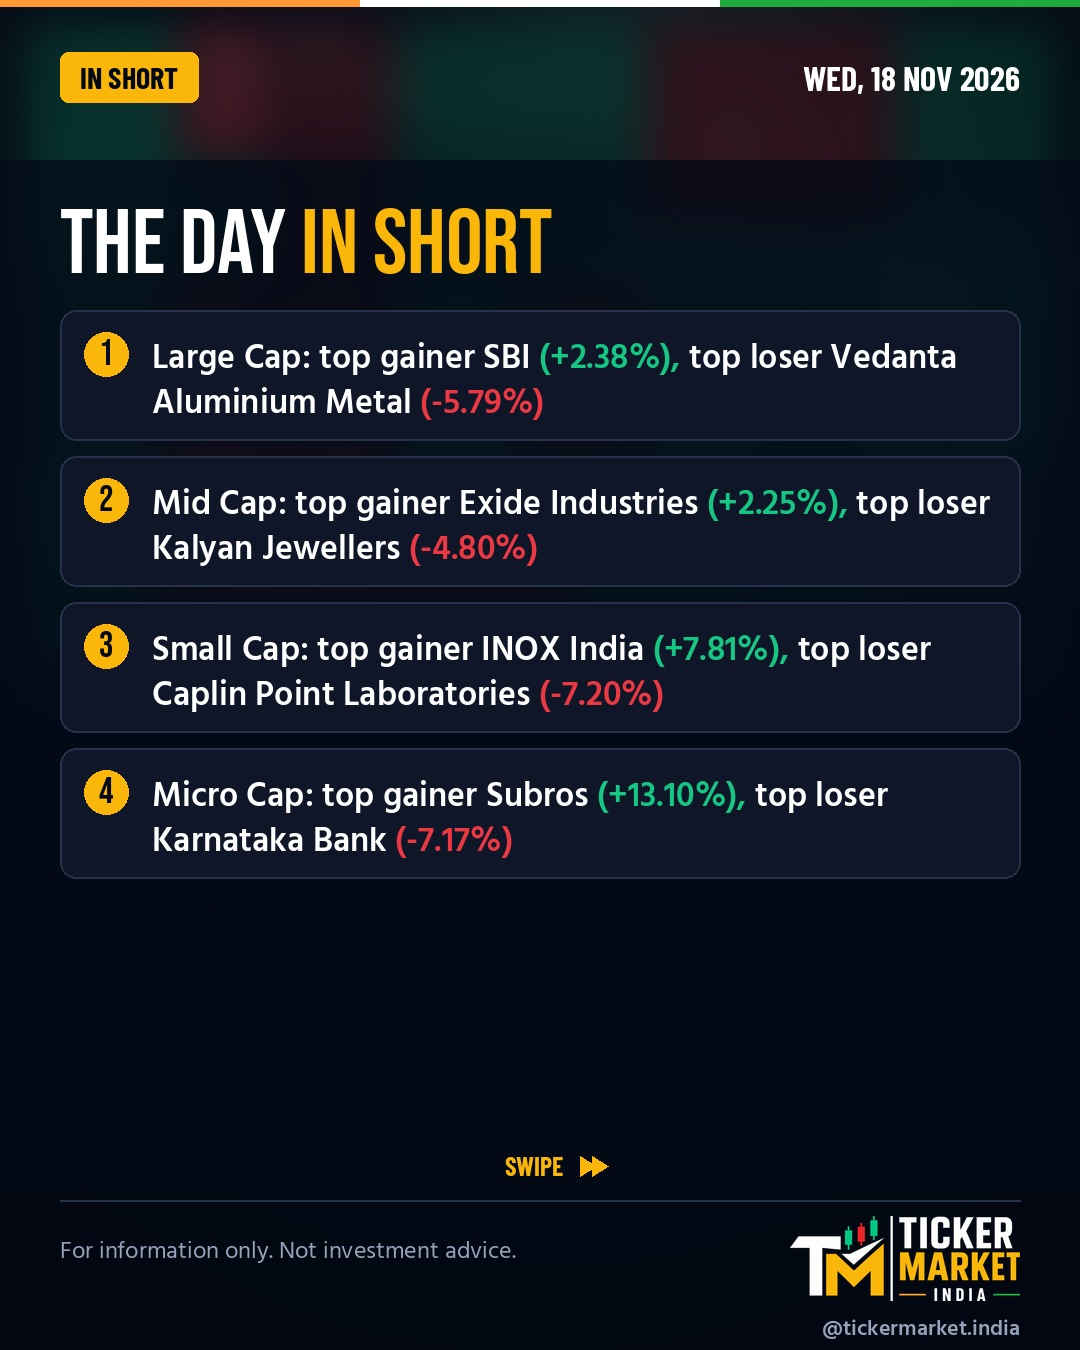 IN SHORT
WED, 18 NOV 2026
THE DAY IN SHORT
1
Large Cap: top gainer SBI (+2.38%), top loser Vedanta
Aluminium Metal (-5.79%)
2
Mid Cap: top gainer Exide Industries (+2.25%), top loser
Kalyan Jewellers (-4.80%)
3
Small Cap: top gainer INOX India (+7.81%), top loser
Caplin Point Laboratories (-7.20%)
4
Micro Cap: top gainer Subros (+13.10%), top loser
Karnataka Bank (-7.17%)
SWIPE
For information only. Not investment advice.
TM
TICKER
MARKET
INDIA
@tickermarket.india